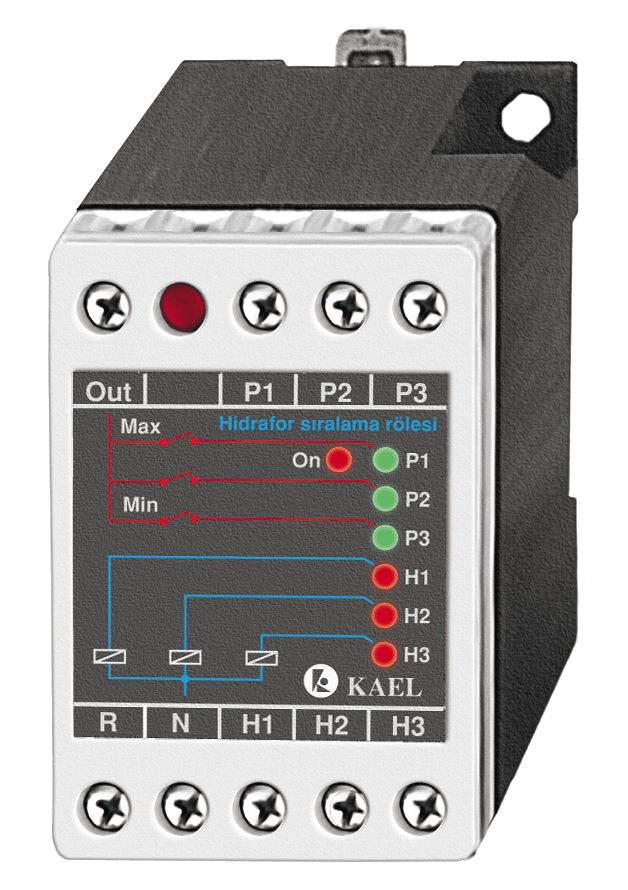 Out P1 P2 P3
Max Hidrafor sıralama rölesi
On P1
P2
Min
P3
H1
H2
H3
KAEL
R N H1 H2 H3